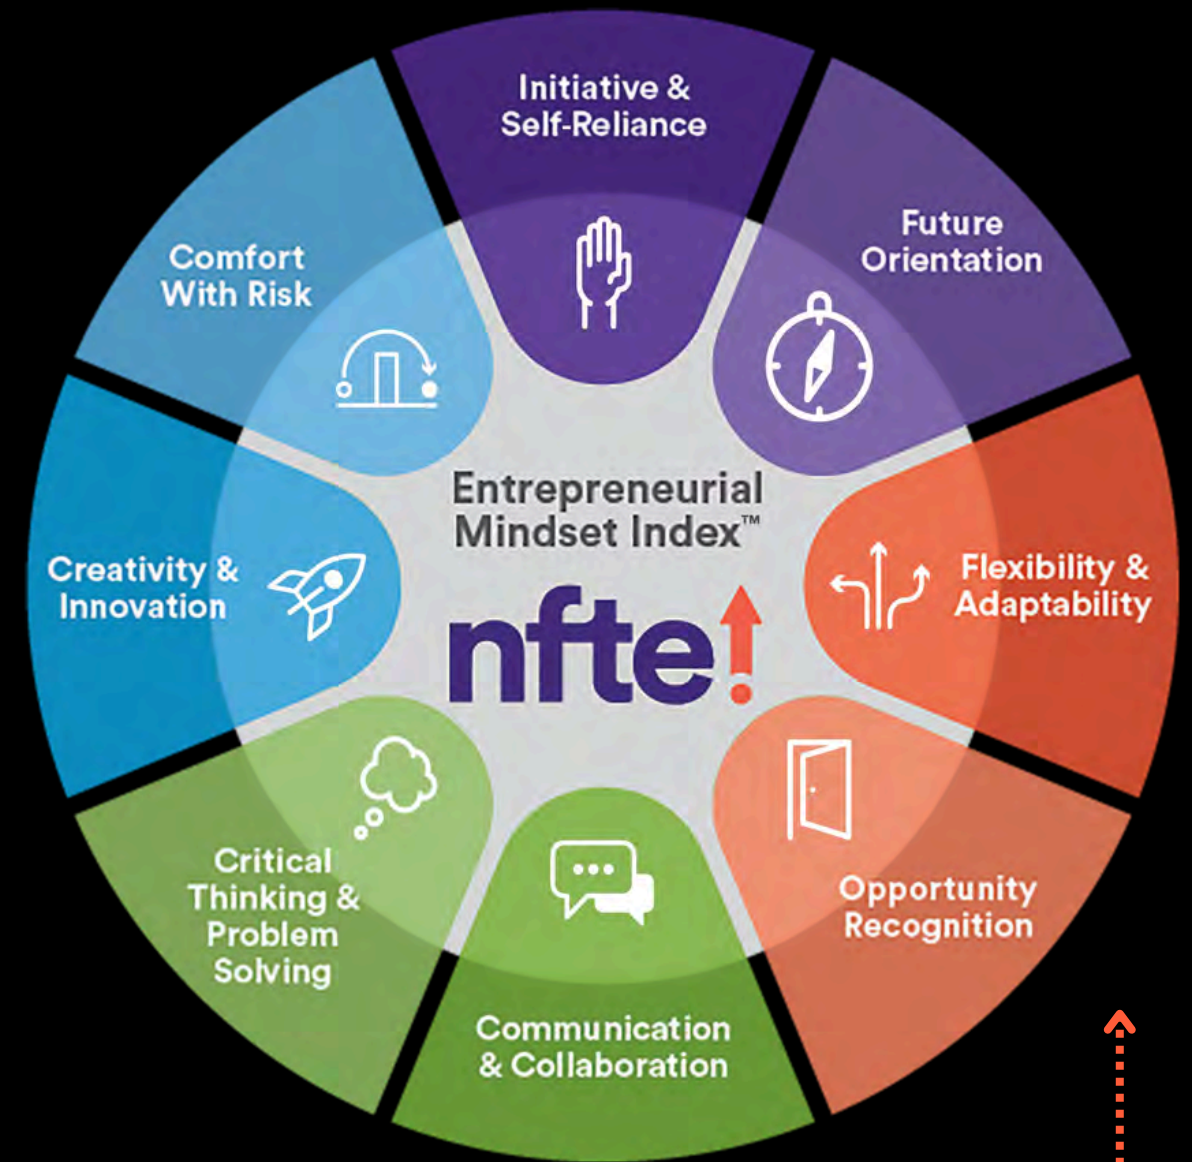 Initiative &
Self-Reliance
Future
Orientation
Flexibility &
Adaptability
Opportunity
Recognition
Communication
& Collaboration
Critical
Thinking &
Problem
Solving
Creativity &
Innovation
Comfort
With Risk
Entrepreneurial
Mindset Index™
nfte!